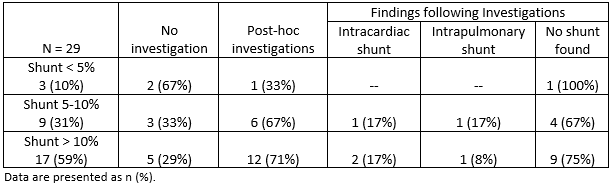 Findings following Investigations
N = 29 No investigation Post-hoc investigations Intracardiac shunt Intrapulmonary shunt No shunt found
Shunt < 5%
3 (10%) 2 (67%) 1 (33%) -- -- 1 (100%)
Shunt 5-10%
9 (31%) 3 (33%) 6 (67%) 1 (17%) 1 (17%) 4 (67%)
Shunt > 10%
17 (59%) 5 (29%) 12 (71%) 2 (17%) 1 (8%) 9 (75%)
Data are presented as n (%).